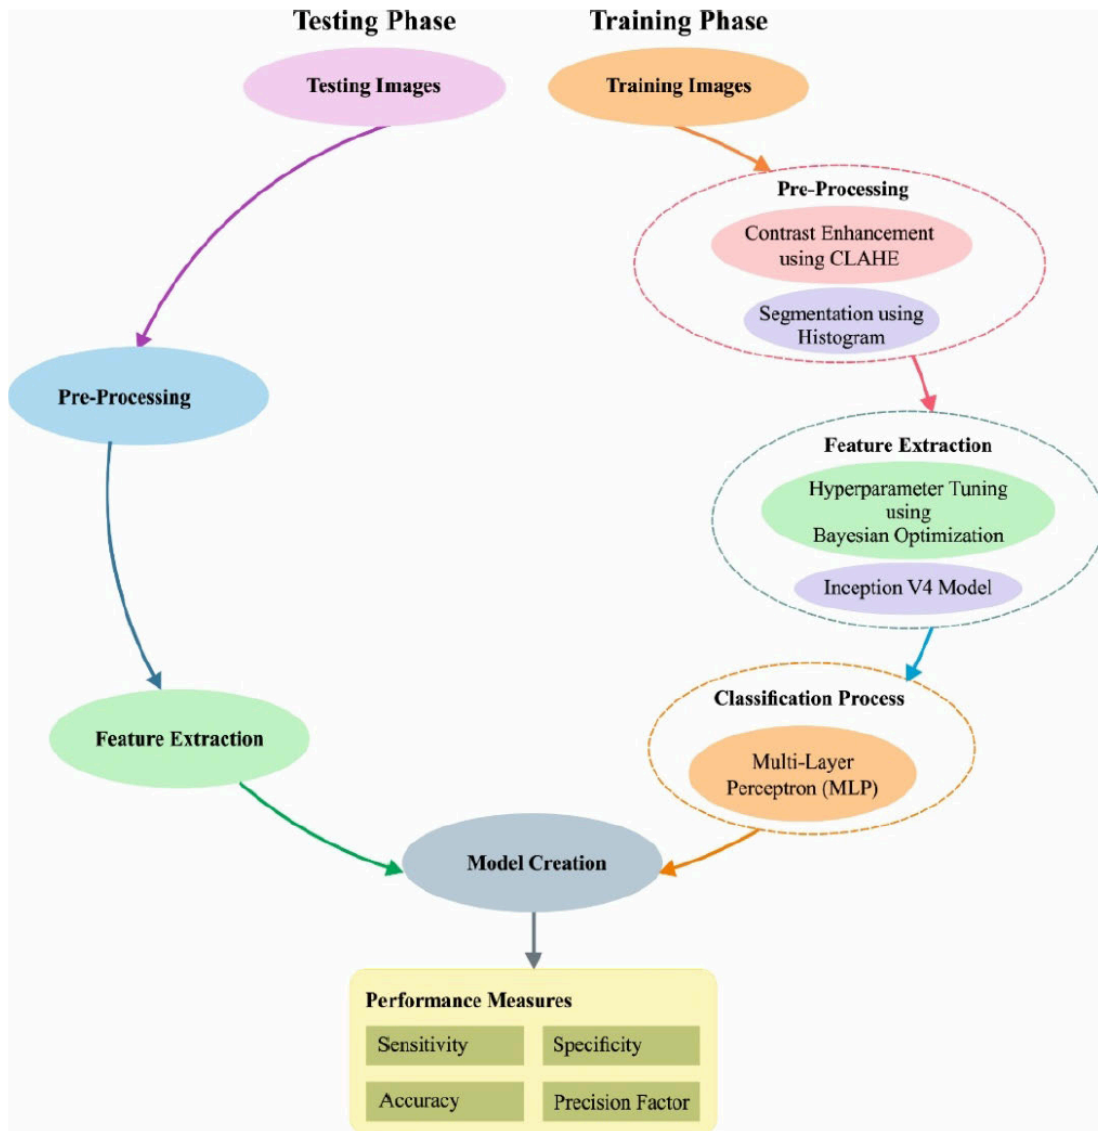 Testing Phase
Training Phase
Testing Images
Training Images
Pre-Processing
Contrast Enhancement
using CLAHE
Segmentation using
Histogram
Pre-Processing
Feature Extraction
Hyperparameter Tuning
using
Bayesian Optimization
Inception V4 Model
Feature Extraction
Classification Process
Multi-Layer
Perceptron (MLP)
Model Creation
Performance Measures
Sensitivity
Specificity
Accuracy
Precision Factor